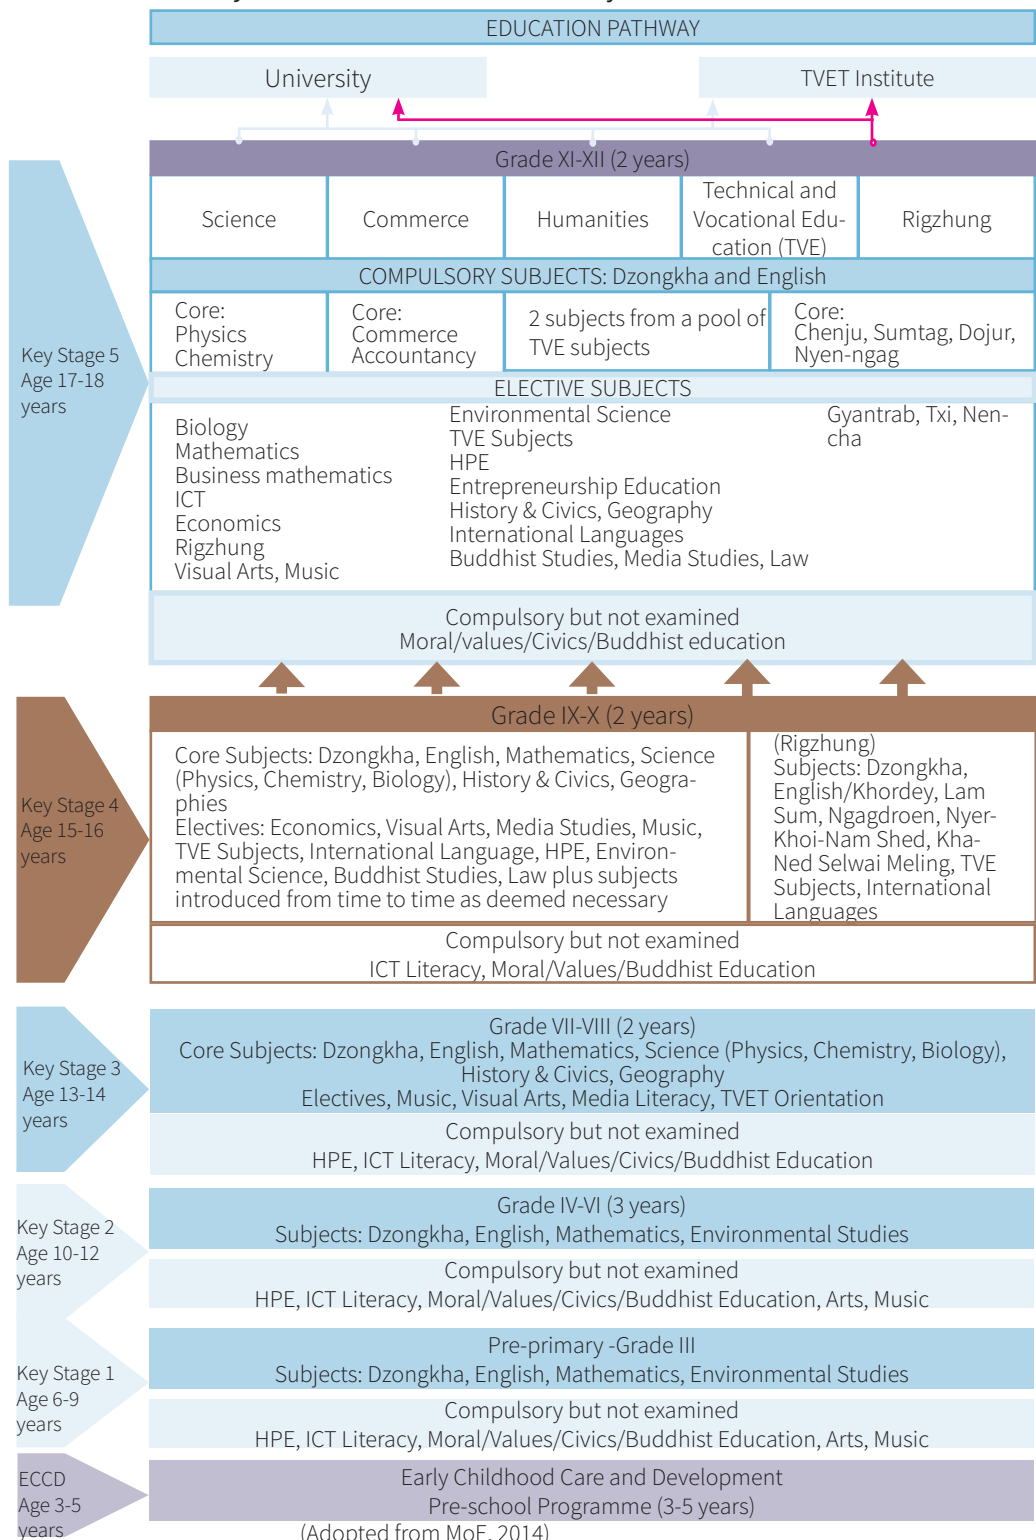 EDUCATION PATHWAY
University
TVET Institute
Grade XI-XII (2 years)
Science
Commerce
Humanities
Technical and
Vocational Edu-
cation (TVE)
Rigzhung
COMPULSORY SUBJECTS: Dzongkha and English
Key Stage 5
Age 17-18
years
Core:
Physics
Chemistry
Core:
Commerce
Accountancy
2 subjects from a pool of
TVE subjects
Core:
Chenju, Sumtag, Dojur,
Nyen-ngag
ELECTIVE SUBJECTS
Biology
Mathematics
Business mathematics
ICT
Economics
Rigzhung
Visual Arts, Music
Environmental Science
TVE Subjects
HPE
Entrepreneurship Education
History & Civics, Geography
International Languages
Buddhist Studies, Media Studies, Law
Gyantrab, Txi, Nen-
cha
Compulsory but not examined
Moral/values/Civics/Buddhist education
Grade IX-X (2 years)
Key Stage 4
Age 15-16
years
Core Subjects: Dzongkha, English, Mathematics, Science
(Physics, Chemistry, Biology), History & Civics, Geogra-
phies
Electives: Economics, Visual Arts, Media Studies, Music,
TVE Subjects, International Language, HPE, Environ-
mental Science, Buddhist Studies, Law plus subjects
introduced from time to time as deemed necessary
(Rigzhung)
Subjects: Dzongkha,
English/Khordey, Lam
Sum, Ngagdroen, Nyer-
Khoi-Nam Shed, Kha-
Ned Selwai Meling, TVE
Subjects, International
Languages
Compulsory but not examined
ICT Literacy, Moral/Values/Buddhist Education
Key Stage 3
Age 13-14
years
Grade VII-VIII (2 years)
Core Subjects: Dzongkha, English, Mathematics, Science (Physics, Chemistry, Biology),
History & Civics, Geography
Electives, Music, Visual Arts, Media Literacy, TVET Orientation
Compulsory but not examined
HPE, ICT Literacy, Moral/Values/Civics/Buddhist Education
Key Stage 2
Age 10-12
years
Grade IV-VI (3 years)
Subjects: Dzongkha, English, Mathematics, Environmental Studies
Compulsory but not examined
HPE, ICT Literacy, Moral/Values/Civics/Buddhist Education, Arts, Music
Key Stage 1
Age 6-9
years
Pre-primary -Grade III
Subjects: Dzongkha, English, Mathematics, Environmental Studies
Compulsory but not examined
HPE, ICT Literacy, Moral/Values/Civics/Buddhist Education, Arts, Music
ECCD
Age 3-5
years
Early Childhood Care and Development
Pre-school Programme (3-5 years)
(Adopted from MoE, 2014)